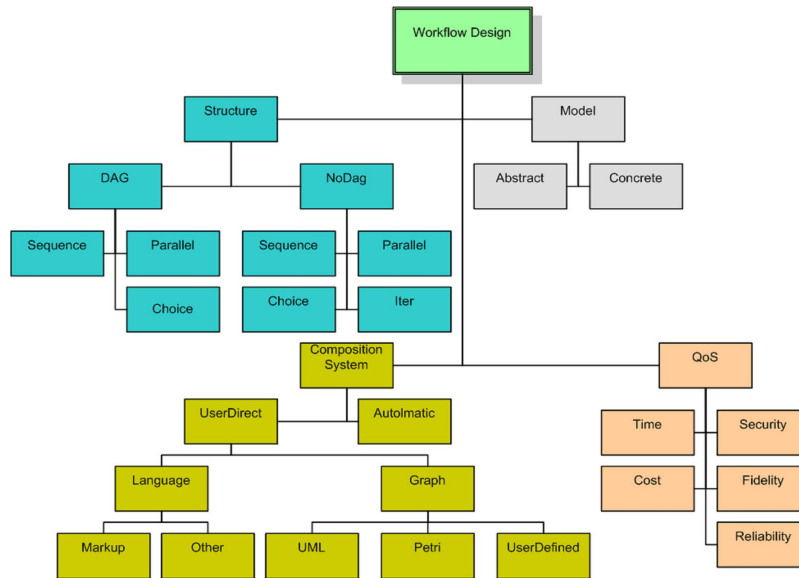 Workflow Design
Structure
Model
DAG
NoDag
Abstract
Concrete
Sequence
Parallel
Sequence
Parallel
Choice
Choice
Iter
Composition
System
QoS
UserDirect
Autolmatic
Time
Security
Language
Graph
Cost
Fidelity
Markup
Other
UML
Petri
UserDefined
Reliability